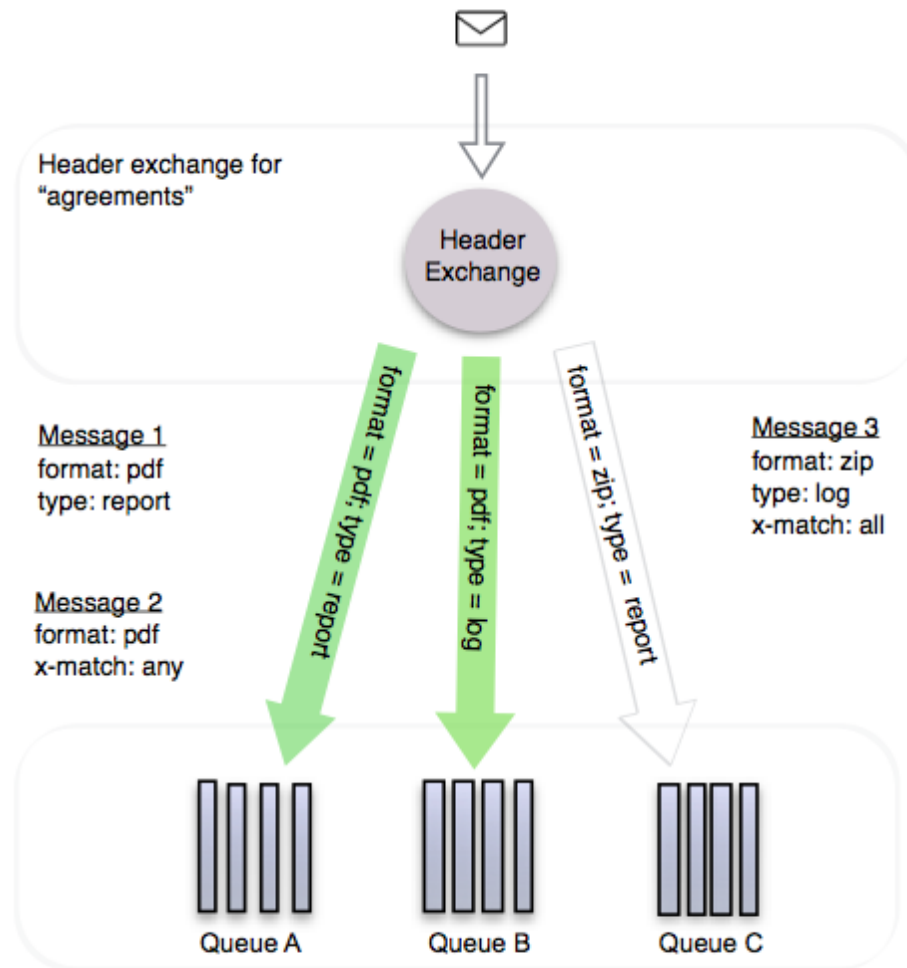 Header exchange for
“agreements”
Header
Exchange
format = pdf; type = report
format = pdf; type = log
format = zip; type = report
Message 1
format: pdf
type: report
Message 2
format: pdf
x-match: any
Message 3
format: zip
type: log
x-match: all
Queue A
Queue B
Queue C